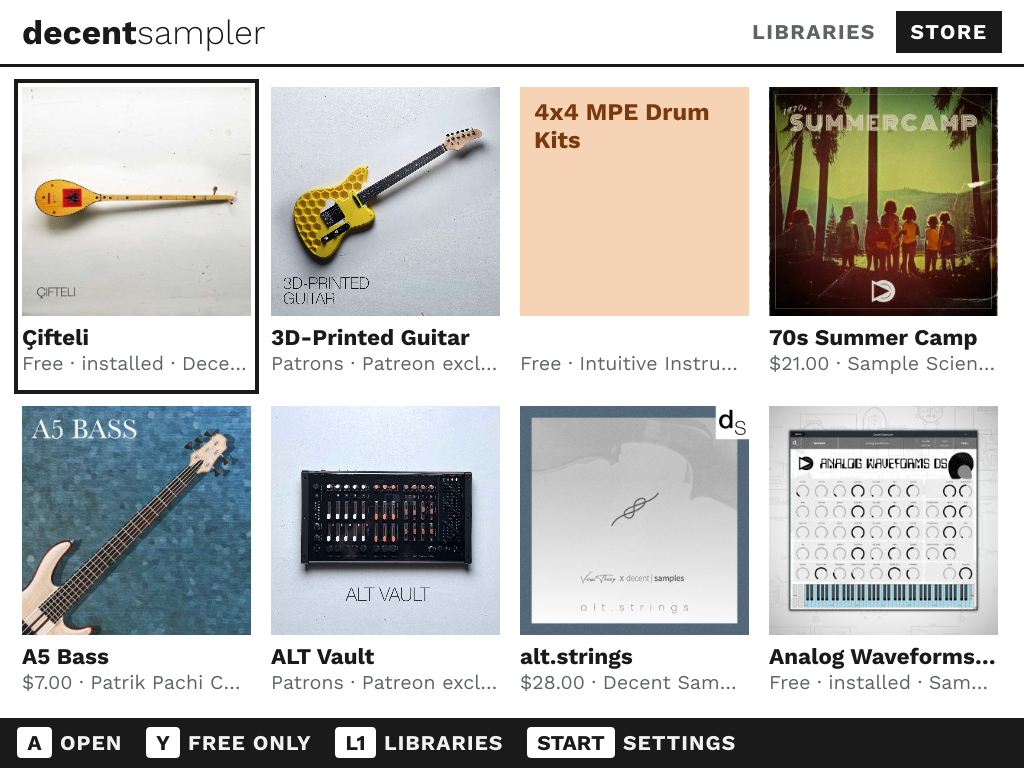 decentsampler
LIBRARIES
STORE
ÇIFTELI
Çifteli
Free · installed · Dece...
3D-PRINTED
GUITAR
3D-Printed Guitar
Patrons · Patreon excl...
4x4 MPE Drum
Kits
Free · Intuitive Instru...
1970s
SUMMERCAMP
70s Summer Camp
$21.00 · Sample Scien...
A5 BASS
A5 Bass
$7.00 · Patrik Pachi C...
ALT VAULT
ALT Vault
Patrons · Patreon excl...
ds
x decent|samples
alt.strings
alt.strings
$28.00 · Decent Sam...
ANALOG WAVEFORMS DS
Analog Waveforms...
Free · installed · Sam...
A OPEN
Y FREE ONLY
L1 LIBRARIES
START SETTINGS